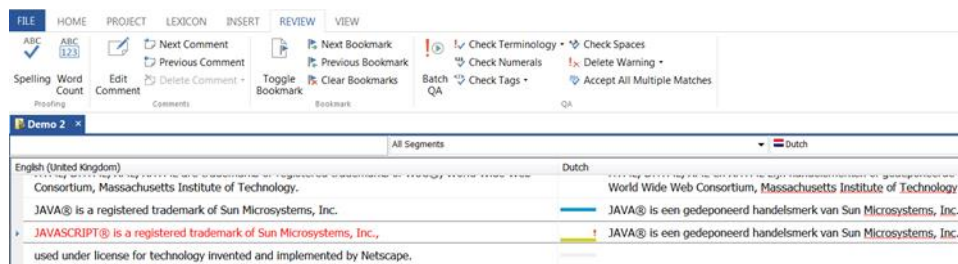 FILE HOME PROJECT LEXICON INSERT REVIEW VIEW
ABC ABC 123 Next Comment Next Bookmark Check Terminology Check Spaces
Previous Comment Previous Bookmark Check Numerals Delete Warning
Spelling Word Count Edit Comment Delete Comment Toggle Bookmark Clear Bookmarks Batch QA Check Tags Accept All Multiple Matches
Proofing Comments Bookmark QA
Demo 2 ×
All Segments Dutch
English (United Kingdom) Dutch
Consortium, Massachusetts Institute of Technology. World Wide Web Consortium, Massachusetts Institute of Technology
JAVA® is a registered trademark of Sun Microsystems, Inc. JAVA® is een gedeponeerd handelsmerk van Sun Microsystems, Inc.
JAVASCRIPT® is a registered trademark of Sun Microsystems, Inc., ! JAVA® is een gedeponeerd handelsmerk van Sun Microsystems, Inc.
used under license for technology invented and implemented by Netscape.